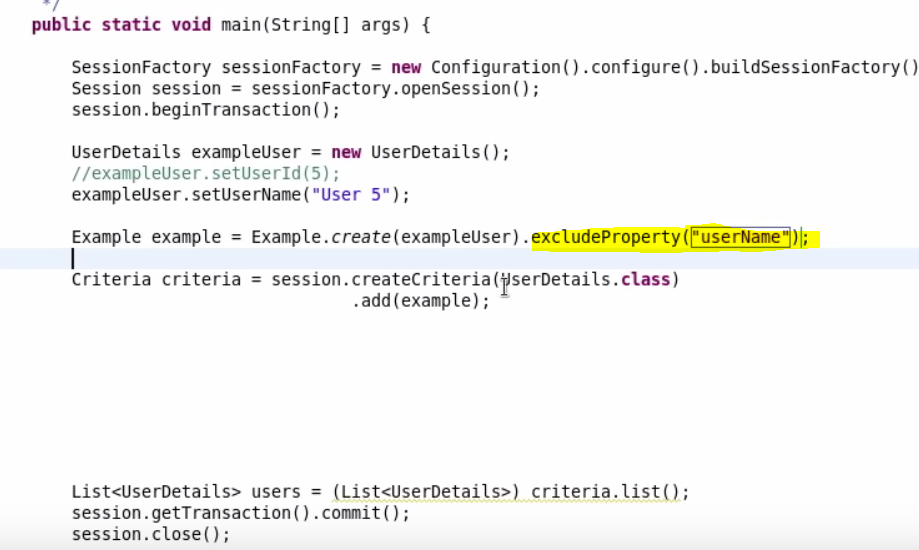 */
public static void main(String[] args) {
SessionFactory sessionFactory = new Configuration().configure().buildSessionFactory()
Session session = sessionFactory.openSession();
session.beginTransaction();
UserDetails exampleUser = new UserDetails();
//exampleUser.setUserId(5);
exampleUser.setUserName("User 5");
Example example = Example.create(exampleUser).excludeProperty("userName");
Criteria criteria = session.createCriteria(UserDetails.class)
.add(example);
List<UserDetails> users = (List<UserDetails>) criteria.list();
session.getTransaction().commit();
session.close();